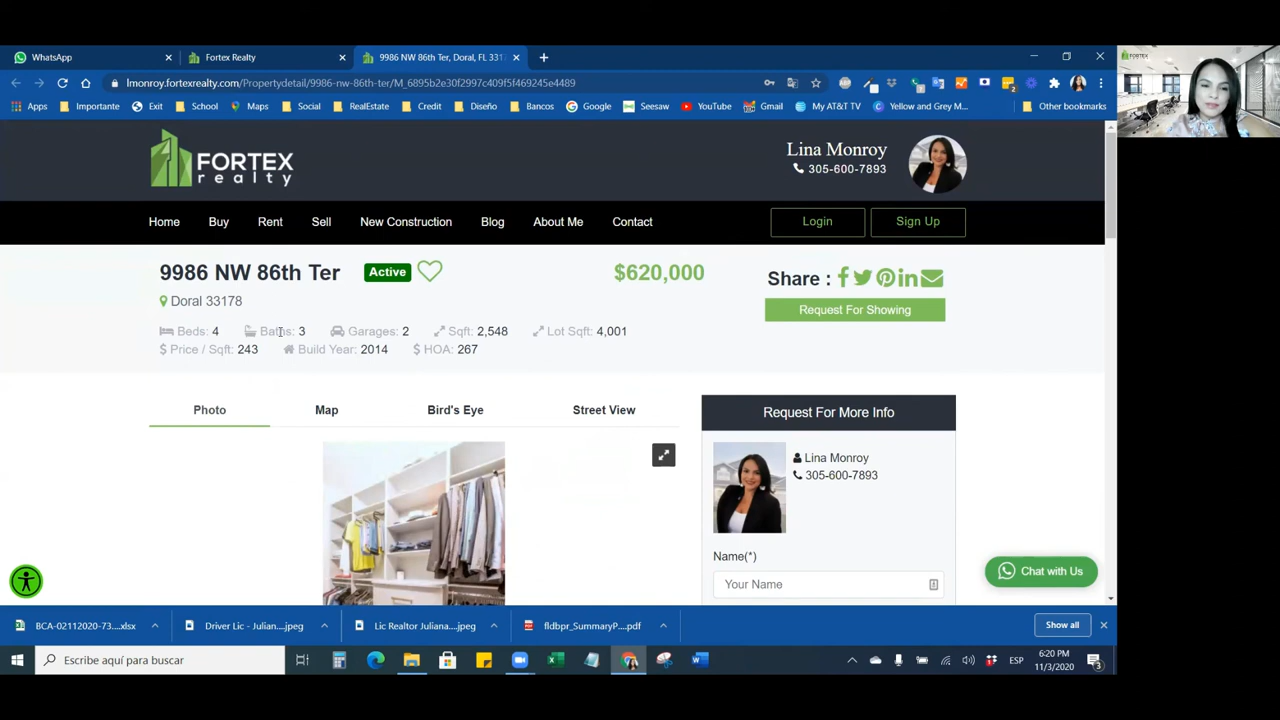 WhatsApp
Fortex Realty
9986 NW 86th Ter, Doral, FL 3317
lmonroy.fortexrealty.com/Propertydetail/9986-nw-86th-ter/M_6895b2e30f2997c409f5f469245e4489
Apps Importante Exit School Maps Social RealEstate Credit Diseño Bancos Google Seesaw YouTube Gmail My AT&T TV Yellow and Grey M... Other bookmarks
FORTEX
realty
Lina Monroy
305-600-7893
Home Buy Rent Sell New Construction Blog About Me Contact Login Sign Up
9986 NW 86th Ter Active $620,000 Share :
Doral 33178
Request For Showing
Beds: 4 Baths: 3 Garages: 2 Sqft: 2,548 Lot Sqft: 4,001
$ Price / Sqft: 243 Build Year: 2014 $ HOA: 267
Photo Map Bird's Eye Street View
Request For More Info
Lina Monroy
305-600-7893
Name(*)
Your Name
Chat with Us
BCA-02112020-73....xlsx Driver Lic - Julian....jpeg Lic Realtor Juliana....jpeg fldbpr_SummaryP....pdf Show all
Escribe aquí para buscar
ESP
6:20 PM
11/3/2020
3